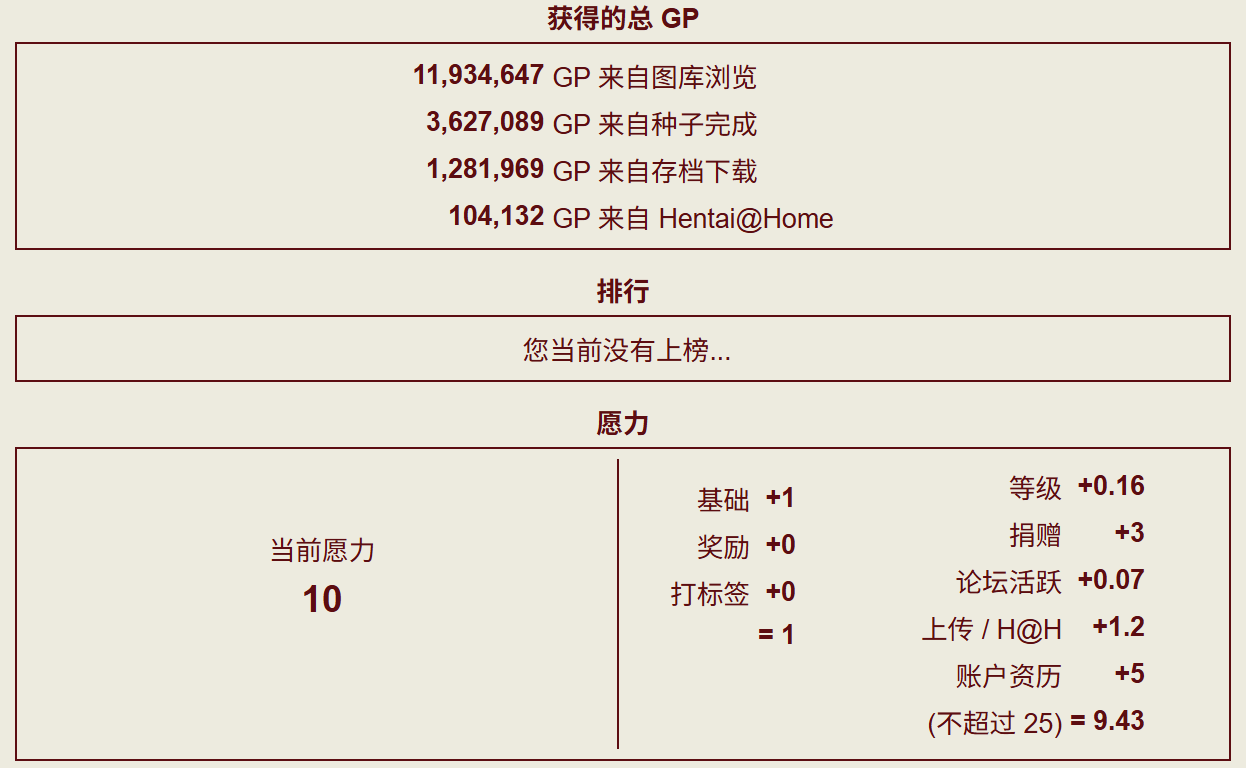 获得的总 GP
11,934,647 GP 来自图库浏览
3,627,089 GP 来自种子完成
1,281,969 GP 来自存档下载
104,132 GP 来自 Hentai@Home
排行
您当前没有上榜...
愿力
当前愿力
10
基础 +1
奖励 +0
打标签 +0
= 1
等级 +0.16
捐赠 +3
论坛活跃 +0.07
上传 / H@H +1.2
账户资历 +5
(不超过 25) = 9.43